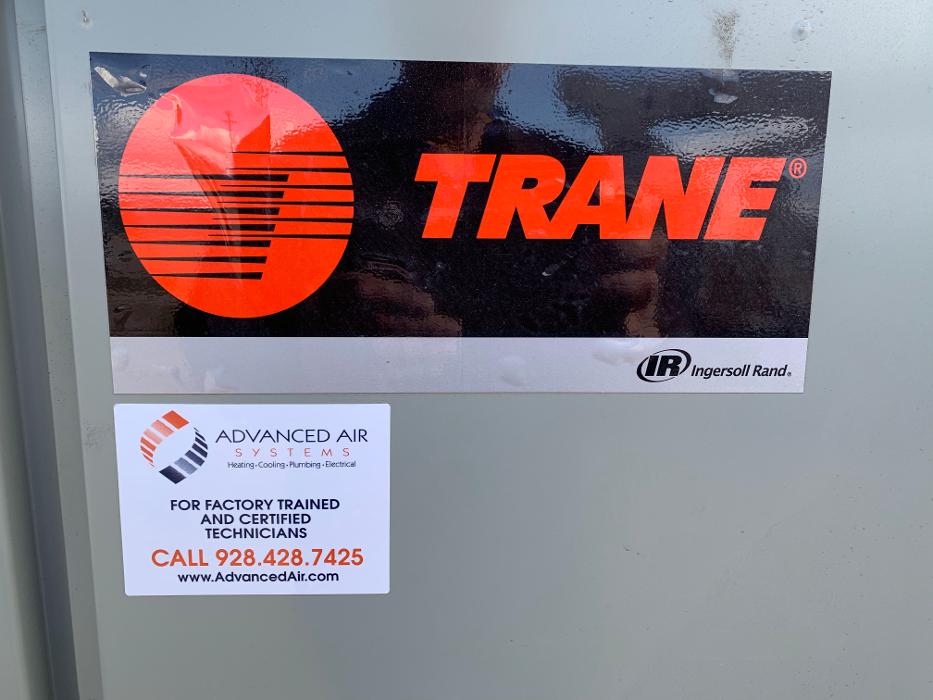 TRANE®
IR Ingersoll Rand®
ADVANCED AIR
SYSTEMS
Heating • Cooling • Plumbing • Electrical
FOR FACTORY TRAINED
AND CERTIFIED
TECHNICIANS
CALL 928.428.7425
www.AdvancedAir.com